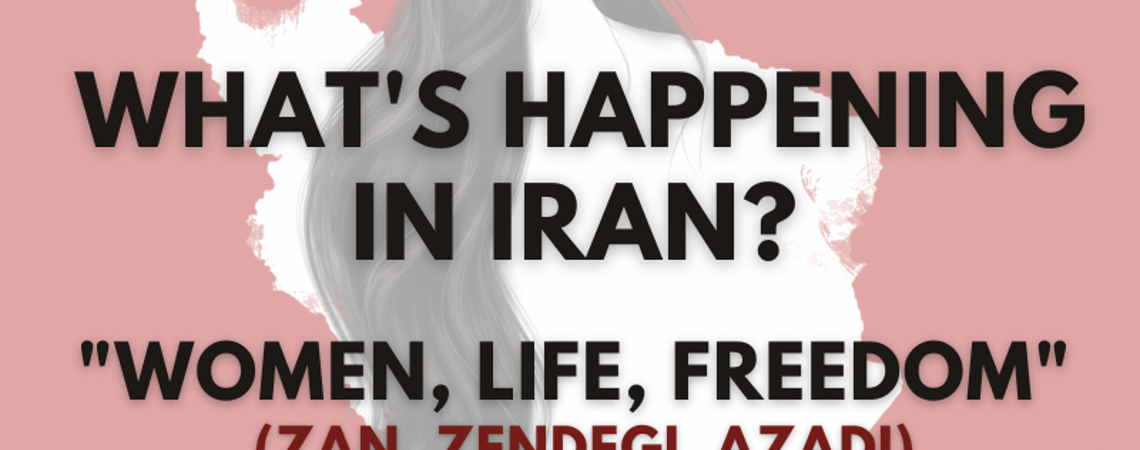 WHAT'S HAPPENING
IN IRAN?
"WOMEN, LIFE, FREEDOM"
(ZAN, ZENDEGI, AZADI)